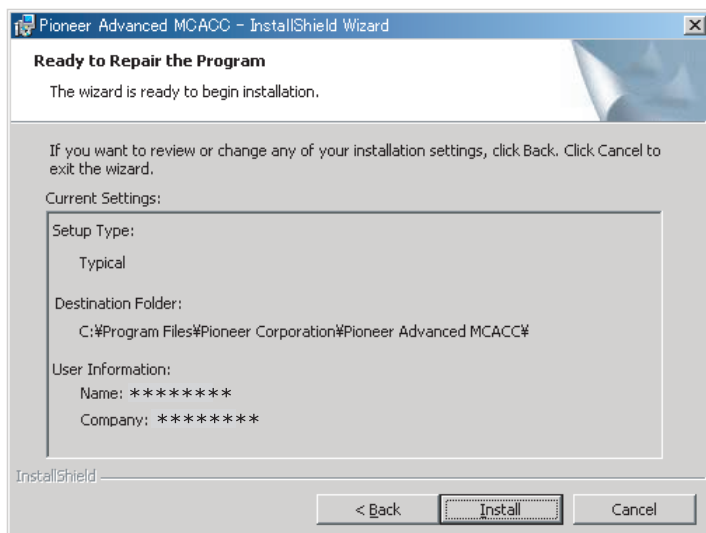 Pioneer Advanced MCACC - InstallShield Wizard
Ready to Repair the Program
The wizard is ready to begin installation.
If you want to review or change any of your installation settings, click Back. Click Cancel to
exit the wizard.
Current Settings:
Setup Type:
Typical
Destination Folder:
C:¥Program Files¥Pioneer Corporation¥Pioneer Advanced MCACC¥
User Information:
Name: ********
Company: ********
InstallShield
< Back
Install
Cancel